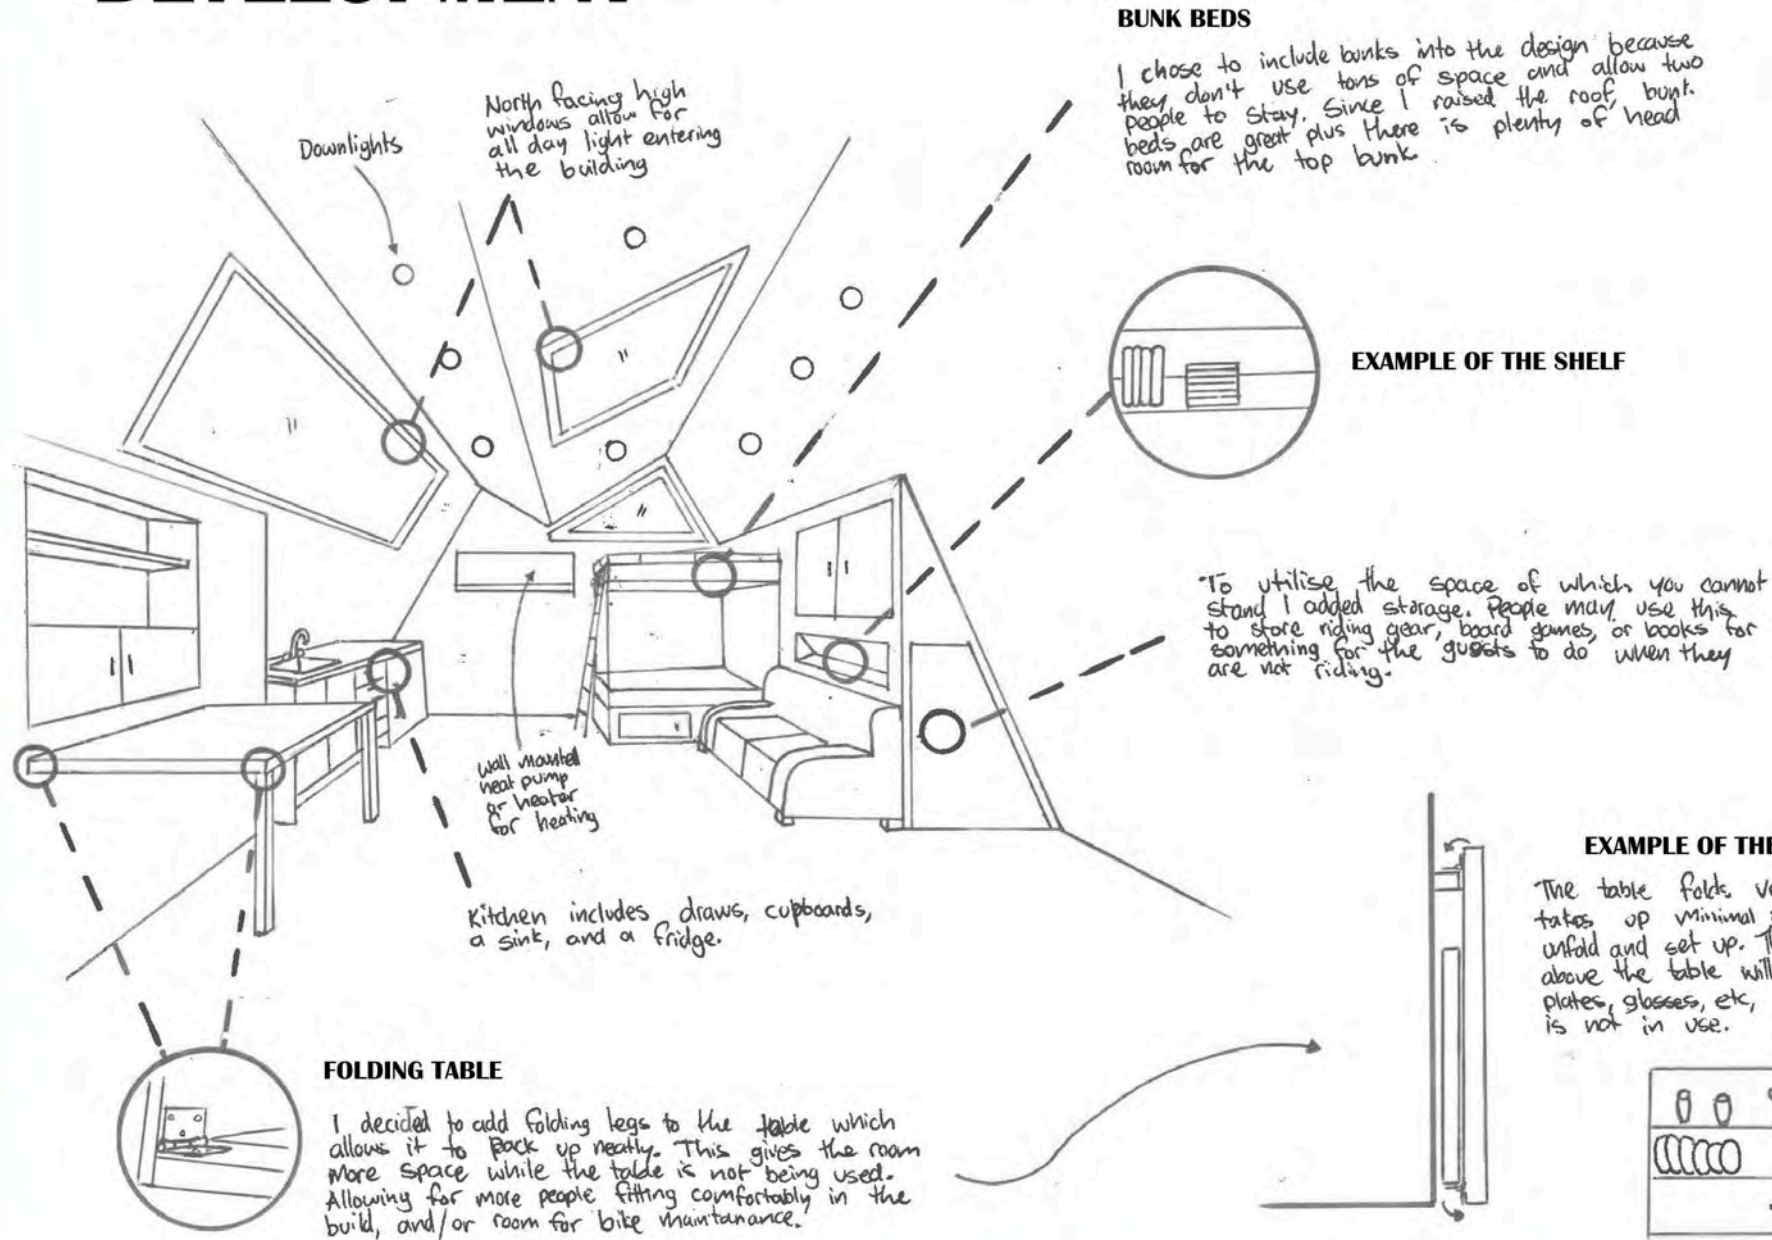 DEVELOPMENT
BUNK BEDS
I chose to include bunks into the design because
they don't use tons of space and allow two
people to stay. Since I raised the roof, bunk
beds are great plus there is plenty of head
room for the top bunk
North facing high
windows allow for
all day light entering
the building
Downlights
EXAMPLE OF THE SHELF
To utilise the space of which you cannot
stand I added storage. People may use this
to store riding gear, board games, or books for
something for the guests to do when they
are not riding.
wall mounted
heat pump
or heater
for heating
Kitchen includes draws, cupboards,
a sink, and a fridge.
EXAMPLE OF THE
The table folds
takes up minimal
unfold and set up.
above the table will
plates, glasses, etc,
is not in use.
FOLDING TABLE
I decided to add folding legs to the table which
allows it to pack up neatly. This gives the room
more space while the table is not being used.
Allowing for more people fitting comfortably in the
build, and/or room for bike maintanance.